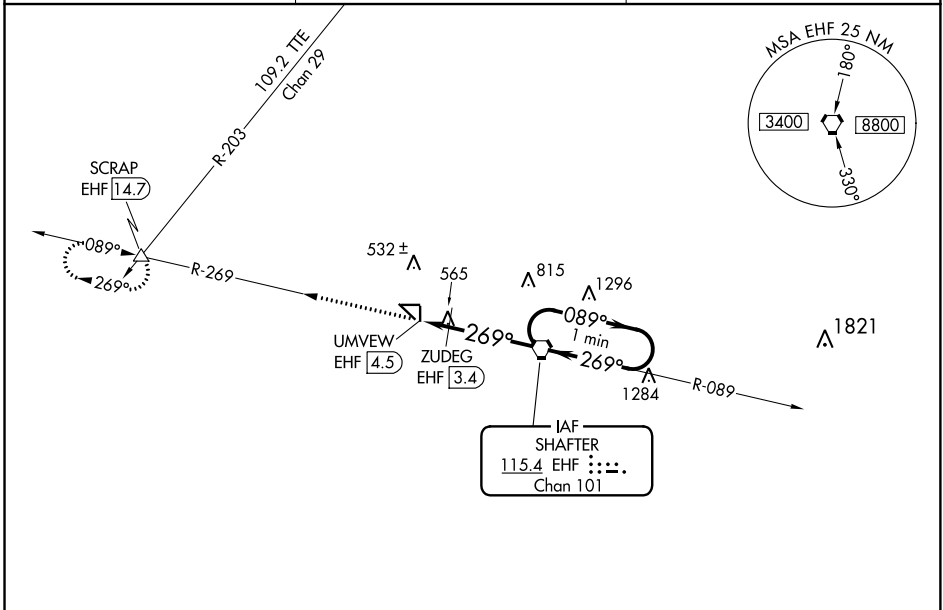 109.2 TTE
Chan 29
R-203
MSA EHF 25 NM
180°
3400
8800
330°
SCRAP
EHF 14.7
089°
269°
R-269
532 ±
565
815
1296
1821
UMVEW
EHF 4.5
ZUDEG
EHF 3.4
269°
089°
1 min
269°
1284
R-089
IAF
SHAFTER
115.4 EHF
Chan 101